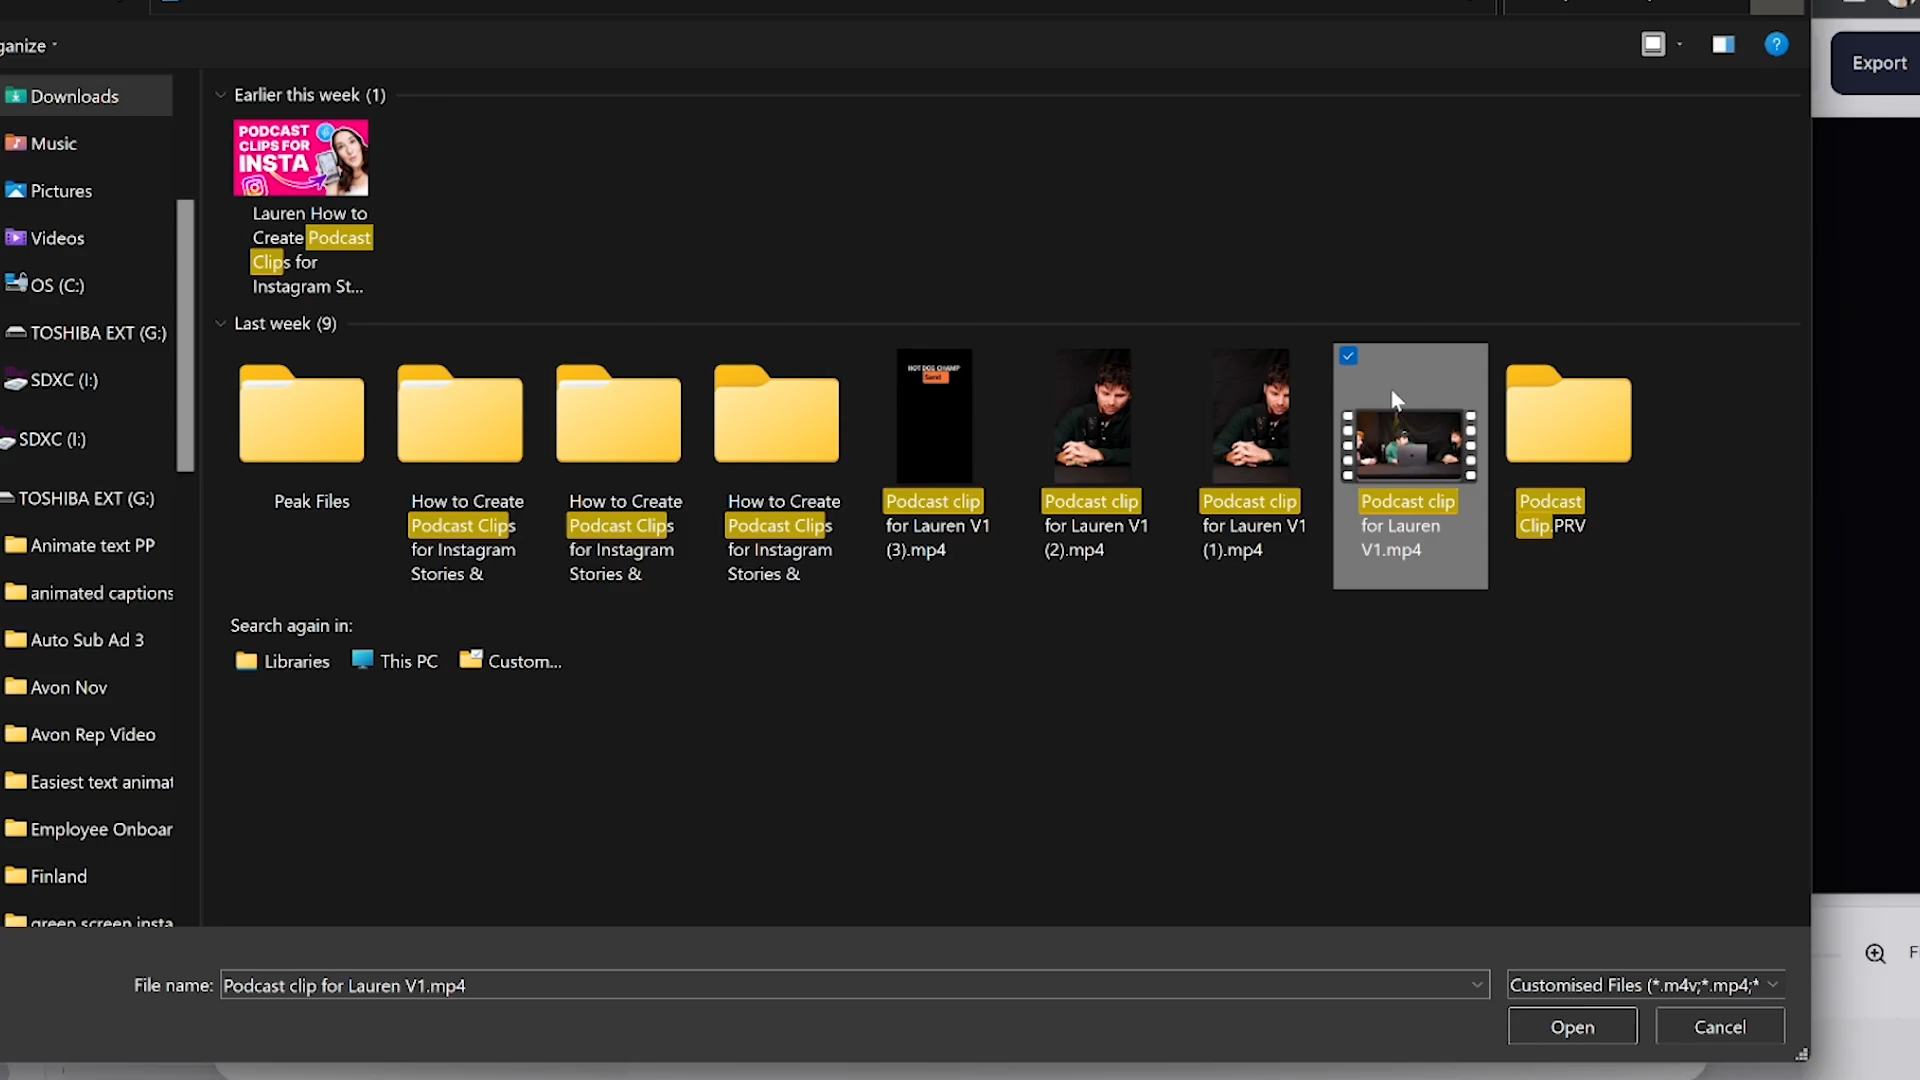 ganize
Export
Downloads
Music
Pictures
Videos
OS (C:)
TOSHIBA EXT (G:)
SDXC (I:)
SDXC (I:)
TOSHIBA EXT (G:)
Animate text PP
animated captions
Auto Sub Ad 3
Avon Nov
Avon Rep Video
Easiest text animat
Employee Onboar
Finland
green screen insta
Earlier this week (1)
PODCAST
CLIPS FOR
INSTA
Lauren How to
Create Podcast
Clips for
Instagram St...
Last week (9)
Peak Files
How to Create
Podcast Clips
for Instagram
Stories &
How to Create
Podcast Clips
for Instagram
Stories &
How to Create
Podcast Clips
for Instagram
Stories &
HOT DOG CHAMP
Podcast clip
for Lauren V1
(3).mp4
Podcast clip
for Lauren V1
(2).mp4
Podcast clip
for Lauren V1
(1).mp4
Podcast clip
for Lauren
V1.mp4
Podcast
Clip.PRV
Search again in:
Libraries
This PC
Custom...
File name:
Podcast clip for Lauren V1.mp4
Customised Files (*.m4v;*.mp4;*
Open
Cancel